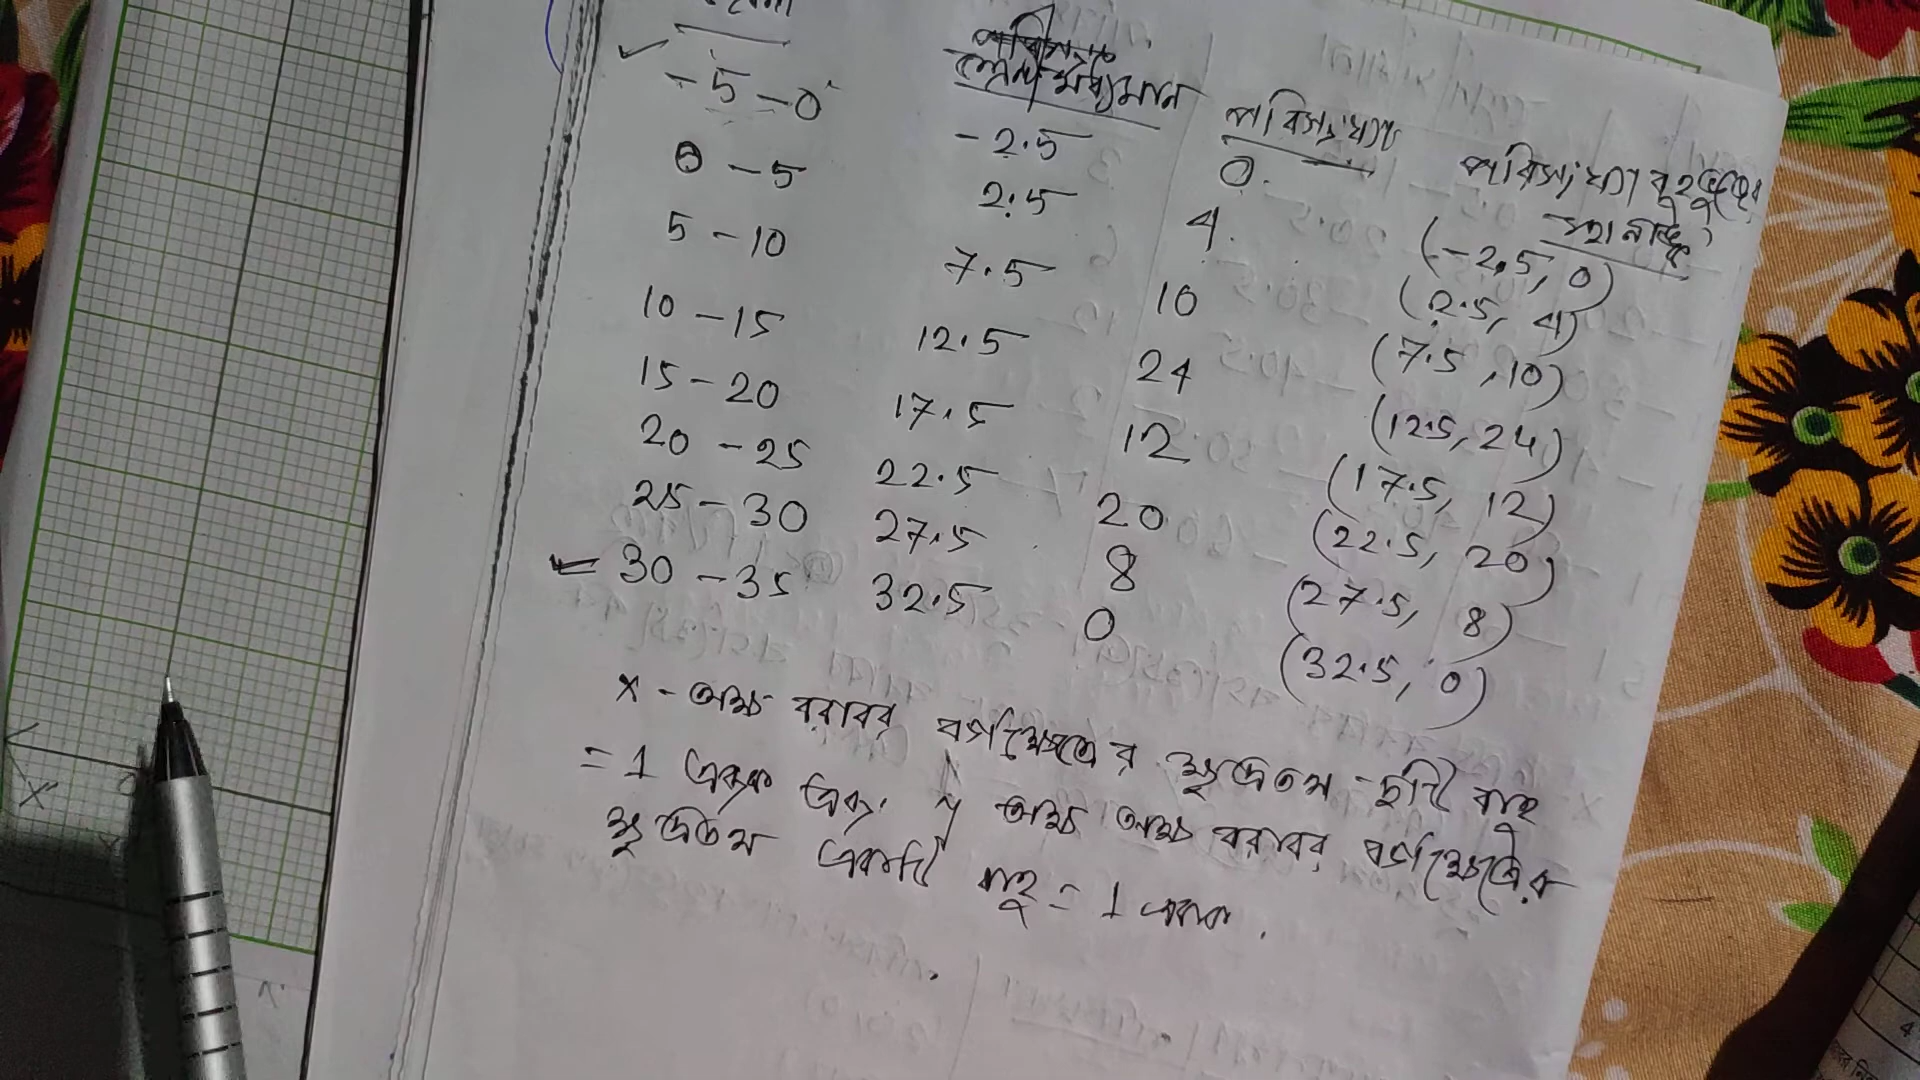 শ্রেণি মধ্যমান
পরিসংখ্যা
পরিসংখ্যা বহুভুজের
স্থানাঙ্ক
-5 - 0 -2.5 0. (-2.5, 0)
0 - 5 2.5 4. (2.5, 4)
5 - 10 7.5 10 (7.5, 10)
10 - 15 12.5 24 (12.5, 24)
15 - 20 17.5 12 (17.5, 12)
20 - 25 22.5 20 (22.5, 20)
25 - 30 27.5 8 (27.5, 8)
30 - 35 32.5 0 (32.5, 0)
x - অক্ষ বরাবর বর্গক্ষেত্রের ক্ষুদ্রতম বাহু
= 1 একক এবং y অক্ষ অক্ষ বরাবর বর্গক্ষেত্রের
ক্ষুদ্রতম একটি বাহু = 1 একক.
X'